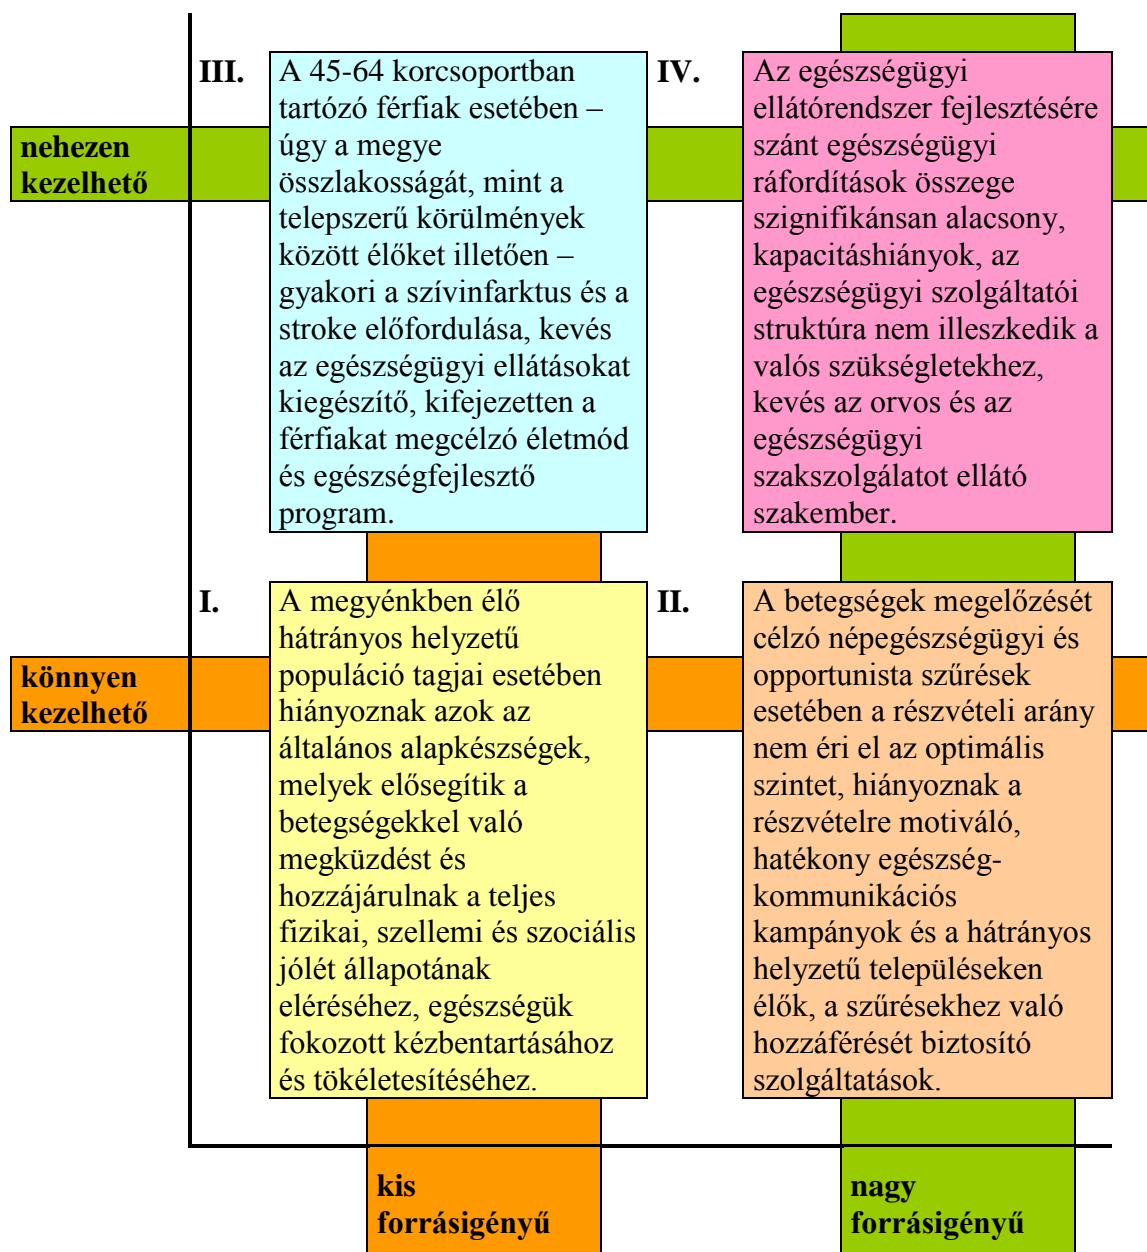 III.
A 45-64 korcsoportban
tartózó férfiak esetében –
úgy a megye
összlakosságát, mint a
telepszerű körülmények
között élőket illetően –
gyakori a szívinfarktus és a
stroke előfordulása, kevés
az egészségügyi ellátásokat
kiegészítő, kifejezetten a
férfiakat megcélzó életmód
és egészségfejlesztő
program.
IV.
Az egészségügyi
ellátórendszer fejlesztésére
szánt egészségügyi
ráfordítások összege
szignifikánsan alacsony,
kapacitáshiányok, az
egészségügyi szolgáltatói
struktúra nem illeszkedik a
valós szükségletekhez,
kevés az orvos és az
egészségügyi
szakszolgálatot ellátó
szakember.
nehezen
kezelhető
I.
A megyénkben élő
hátrányos helyzetű
populáció tagjai esetében
hiányoznak azok az
általános alapkészségek,
melyek elősegítik a
betegségekkel való
megküzdést és
hozzájárulnak a teljes
fizikai, szellemi és szociális
jólét állapotának
eléréséhez, egészségük
fokozott kézbentartásához
és tökéletesítéséhez.
II.
A betegségek megelőzését
célzó népegészségügyi és
opportunista szűrések
esetében a részvételi arány
nem éri el az optimális
szintet, hiányoznak a
részvételre motiváló,
hatékony egészség-
kommunikációs
kampányok és a hátrányos
helyzetű településeken
élők, a szűrésekhez való
hozzáférését biztosító
szolgáltatások.
könnyen
kezelhető
kis
forrásigényű
nagy
forrásigényű